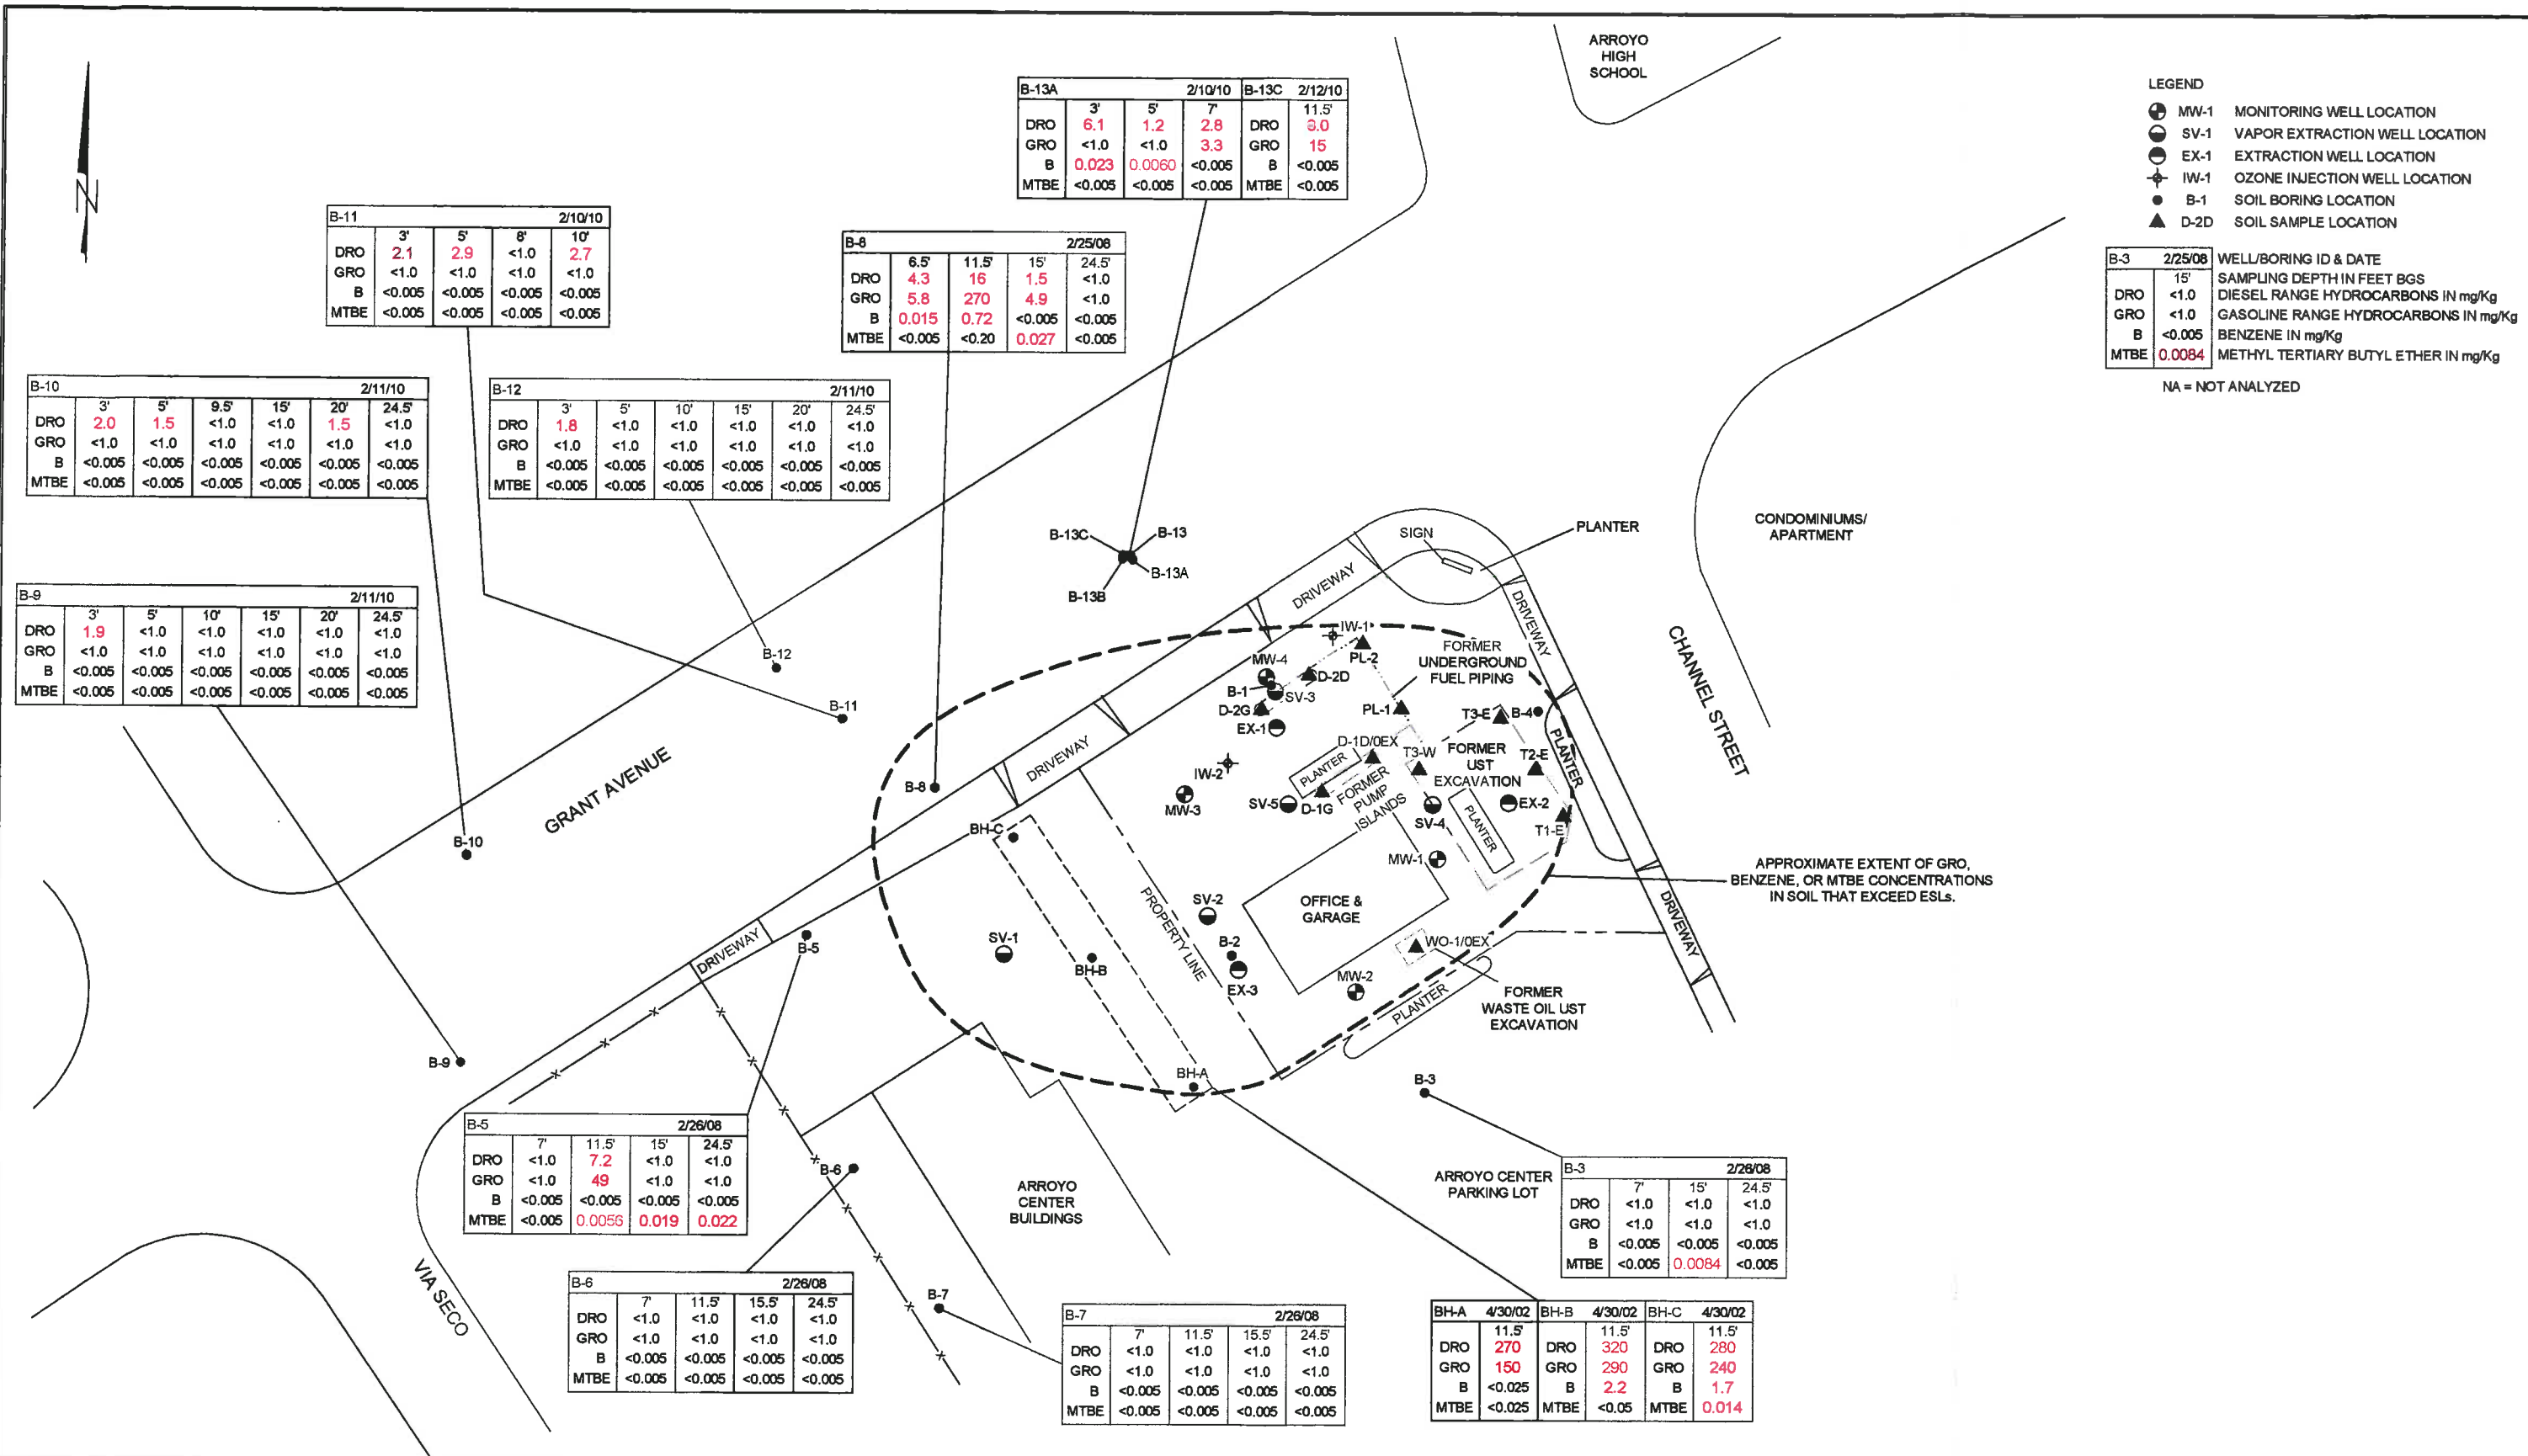 ARROYO
HIGH
SCHOOL
LEGEND
MW-1 MONITORING WELL LOCATION
SV-1 VAPOR EXTRACTION WELL LOCATION
EX-1 EXTRACTION WELL LOCATION
IW-1 OZONE INJECTION WELL LOCATION
B-1 SOIL BORING LOCATION
D-2D SOIL SAMPLE LOCATION
B-3 2/25/08 WELL/BORING ID & DATE
15' SAMPLING DEPTH IN FEET BGS
DRO <1.0 DIESEL RANGE HYDROCARBONS IN mg/Kg
GRO <1.0 GASOLINE RANGE HYDROCARBONS IN mg/Kg
B <0.005 BENZENE IN mg/Kg
MTBE 0.0084 METHYL TERTIARY BUTYL ETHER IN mg/Kg
NA = NOT ANALYZED
N
B-13A 2/10/10 B-13C 2/12/10
3' 5' 7' 11.5'
DRO 6.1 1.2 2.8 DRO
GRO <1.0 <1.0 3.3 GRO 15
B 0.023 0.0060 <0.005 B <0.005
MTBE <0.005 <0.005 <0.005 MTBE <0.005
B-11 2/10/10
3' 5' 8' 10'
DRO 2.1 2.9 <1.0 2.7
GRO <1.0 <1.0 <1.0 <1.0
B <0.005 <0.005 <0.005 <0.005
MTBE <0.005 <0.005 <0.005 <0.005
B-8 2/25/08
6.5' 11.5' 15' 24.5'
DRO 4.3 16 1.5 <1.0
GRO 5.8 270 4.9 <1.0
B 0.015 0.72 <0.005 <0.005
MTBE <0.005 <0.20 0.027 <0.005
B-10 2/11/10
3' 5' 9.5' 15' 20' 24.5'
DRO 2.0 1.5 <1.0 <1.0 1.5 <1.0
GRO <1.0 <1.0 <1.0 <1.0 <1.0 <1.0
B <0.005 <0.005 <0.005 <0.005 <0.005 <0.005
MTBE <0.005 <0.005 <0.005 <0.005 <0.005 <0.005
B-12 2/11/10
3' 5' 10' 15' 20' 24.5'
DRO 1.8 <1.0 <1.0 <1.0 <1.0 <1.0
GRO <1.0 <1.0 <1.0 <1.0 <1.0 <1.0
B <0.005 <0.005 <0.005 <0.005 <0.005 <0.005
MTBE <0.005 <0.005 <0.005 <0.005 <0.005 <0.005
B-9 2/11/10
3' 5' 10' 15' 20' 24.5'
DRO 1.9 <1.0 <1.0 <1.0 <1.0 <1.0
GRO <1.0 <1.0 <1.0 <1.0 <1.0 <1.0
B <0.005 <0.005 <0.005 <0.005 <0.005 <0.005
MTBE <0.005 <0.005 <0.005 <0.005 <0.005 <0.005
B-13C
B-13
B-13A
B-13B
SIGN
PLANTER
CONDOMINIUMS/
APARTMENT
DRIVEWAY
DRIVEWAY
CHANNEL STREET
IW-1
PL-2
FORMER
UNDERGROUND
FUEL PIPING
MW-4
D-2D
B-1
SV-3
D-2G
EX-1
PL-1
T3-E
B-4
PLANTER
B-12
B-11
GRANT AVENUE
DRIVEWAY
D-1D/0EX
T3-W
FORMER
UST
EXCAVATION
T2-E
IW-2
PLANTER
B-8
MW-3
SV-5
D-1G
FORMER
PUMP
ISLANDS
SV-4
PLANTER
EX-2
T1-E
BH-C
B-10
MW-1
APPROXIMATE EXTENT OF GRO,
BENZENE, OR MTBE CONCENTRATIONS
IN SOIL THAT EXCEED ESLs.
PROPERTY LINE
SV-2
OFFICE &
GARAGE
DRIVEWAY
DRIVEWAY
B-5
SV-1
BH-B
B-2
EX-3
WO-1/0EX
MW-2
PLANTER
FORMER
WASTE OIL UST
EXCAVATION
B-9
BH-A
B-3
B-5 2/26/08
7' 11.5' 15' 24.5'
DRO <1.0 7.2 <1.0 <1.0
GRO <1.0 49 <1.0 <1.0
B <0.005 <0.005 <0.005 <0.005
MTBE <0.005 0.0056 0.019 0.022
B-6
ARROYO
CENTER
BUILDINGS
ARROYO CENTER
PARKING LOT
B-3 2/26/08
7' 15' 24.5'
DRO <1.0 <1.0 <1.0
GRO <1.0 <1.0 <1.0
B <0.005 <0.005 <0.005
MTBE <0.005 0.0084 <0.005
VIA SECO
B-6 2/26/08
7' 11.5' 15.5' 24.5'
DRO <1.0 <1.0 <1.0 <1.0
GRO <1.0 <1.0 <1.0 <1.0
B <0.005 <0.005 <0.005 <0.005
MTBE <0.005 <0.005 <0.005 <0.005
B-7
B-7 2/26/08
7' 11.5' 15.5' 24.5'
DRO <1.0 <1.0 <1.0 <1.0
GRO <1.0 <1.0 <1.0 <1.0
B <0.005 <0.005 <0.005 <0.005
MTBE <0.005 <0.005 <0.005 <0.005
BH-A 4/30/02 BH-B 4/30/02 BH-C 4/30/02
11.5' 11.5' 11.5'
DRO 270 DRO 320 DRO 280
GRO 150 GRO 290 GRO 240
B <0.025 B 2.2 B 1.7
MTBE <0.025 MTBE <0.05 MTBE 0.014